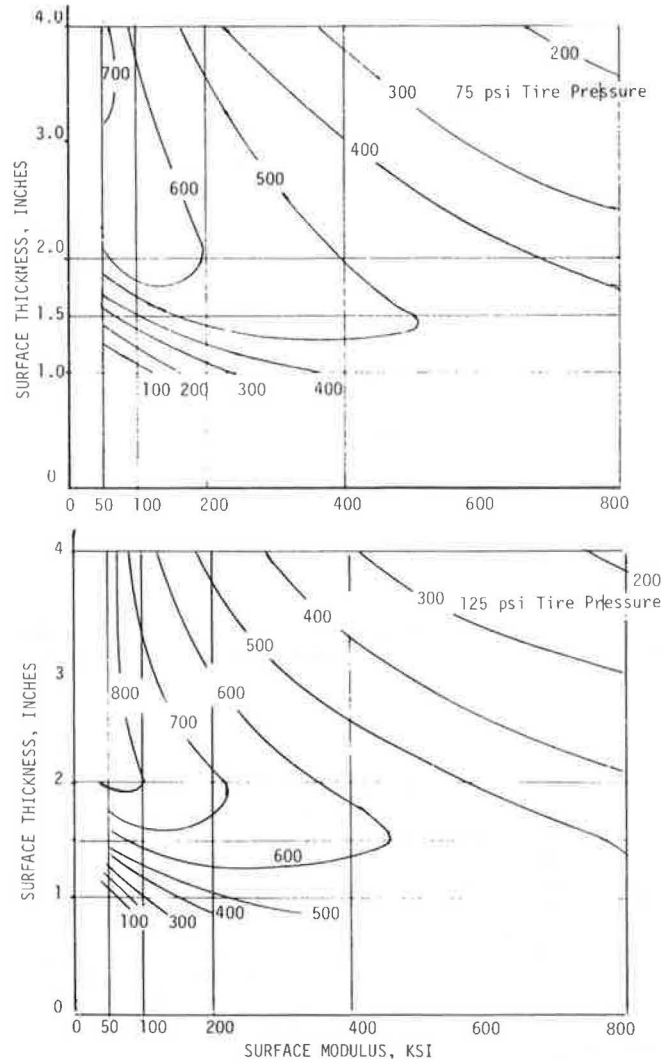 4.0
700
200
300 75 psi Tire Pressure
3.0
400
600
500
2.0
1.5
1.0
100 200 300 400
0
0 50 100 200 400 600 800
SURFACE THICKNESS, INCHES
4
200
300
125 psi Tire Pressure
400
500
3
800
600
700
2
600
1
100 300 400 500
0
0 50 100 200 400 600 800
SURFACE THICKNESS, INCHES
SURFACE MODULUS, KSI